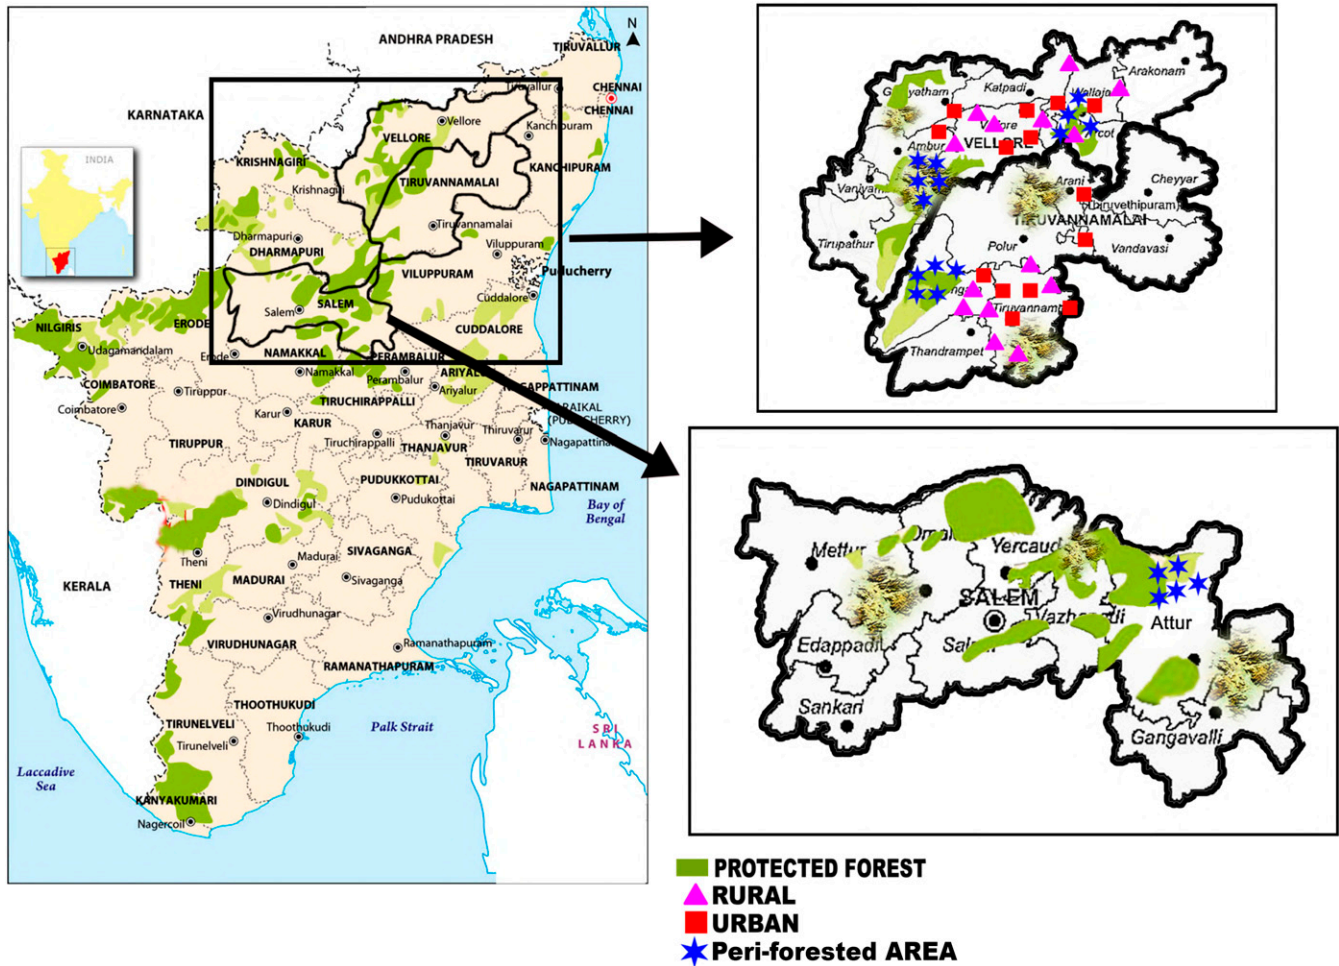 ANDHRA PRADESH
N
TIRUVALLUR
Tiruvallur
CHENNAI
CHENNAI
KARNATAKA
INDIA
VELLORE
Vellore
Kanchipuram
KANCHIPURAM
KRISHNAGIRI
Krishnagiri
TIRUVANNAMALAI
Tiruvannamalai
Dharmapuri
DHARMAPURI
Viluppuram
VILUPPURAM
Puducherry
Cuddalore
CUDDALORE
SALEM
Salem
NILGIRIS
Udagamandalam
ERODE
Erode
NAMAKKAL
Namakkal
PERAMBALUR
Perambalur
Ariyalur
COIMBATORE
Coimbatore
Tiruppur
TIRUPPUR
Karur
KARUR
TIRUCHIRAPPALLI
Tiruchirappalli
Thanjavur
THANJAVUR
Thiruvarur
TIRUVARUR
(PUDUCHERRY)
NAGAPPATTINAM
NAGAPATTINAM
DINDIGUL
Dindigul
PUDUKKOTTAI
Pudukottai
Bay of
Bengal
Theni
THENI
Madurai
MADURAI
SIVAGANGA
Sivaganga
KERALA
Virudhunagar
VIRUDHUNAGAR
Ramanathapuram
RAMANATHAPURAM
THOOTHUKUDI
Thoothukudi
TIRUNELVELI
Tirunelveli
Palk Strait
SRI
LANKA
Laccadive
Sea
KANYAKUMARI
Nagercoil
Arakonam
Katpadi
Ambur
VELLORE
Arani
Cheyyar
(Thiruvethipuram)
TIRUVANNAMALAI
Tirupathur
Polur
Vandavasi
Thandrampet
Mettur
Yercaud
SALEM
Attur
Edappadi
Sankari
Gangavalli
PROTECTED FOREST
RURAL
URBAN
Peri-forested AREA